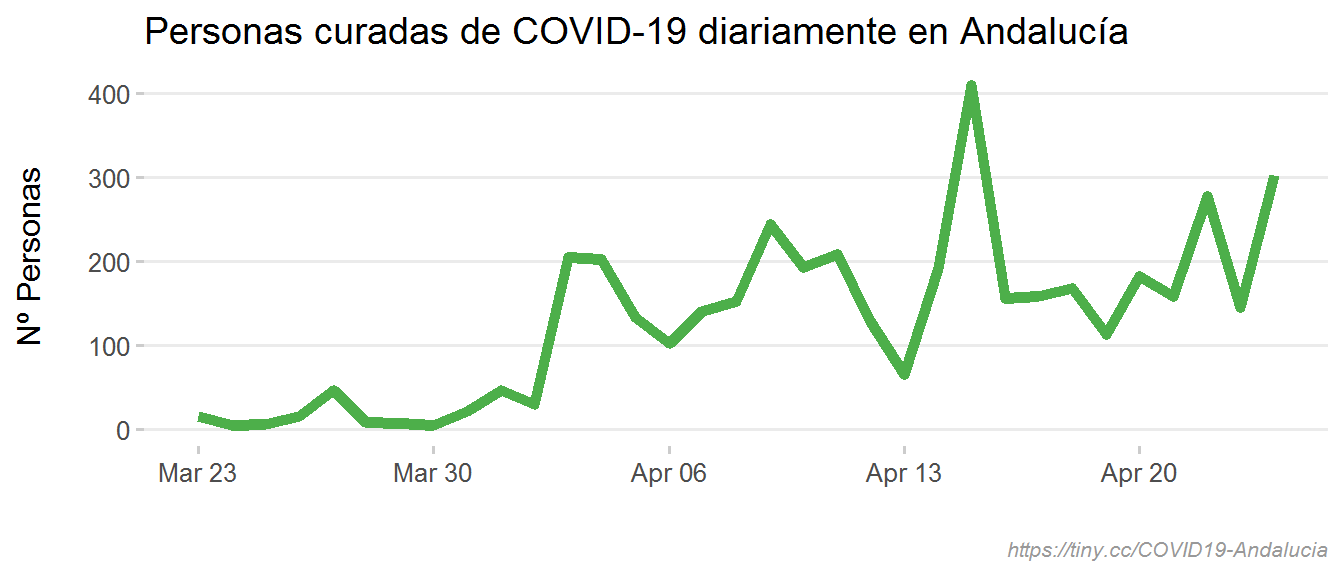 Personas curadas de COVID-19 diariamente en Andalucía
Nº Personas
400
300
200
100
0
Mar 23 Mar 30 Apr 06 Apr 13 Apr 20
https://tiny.cc/COVID19-Andalucia